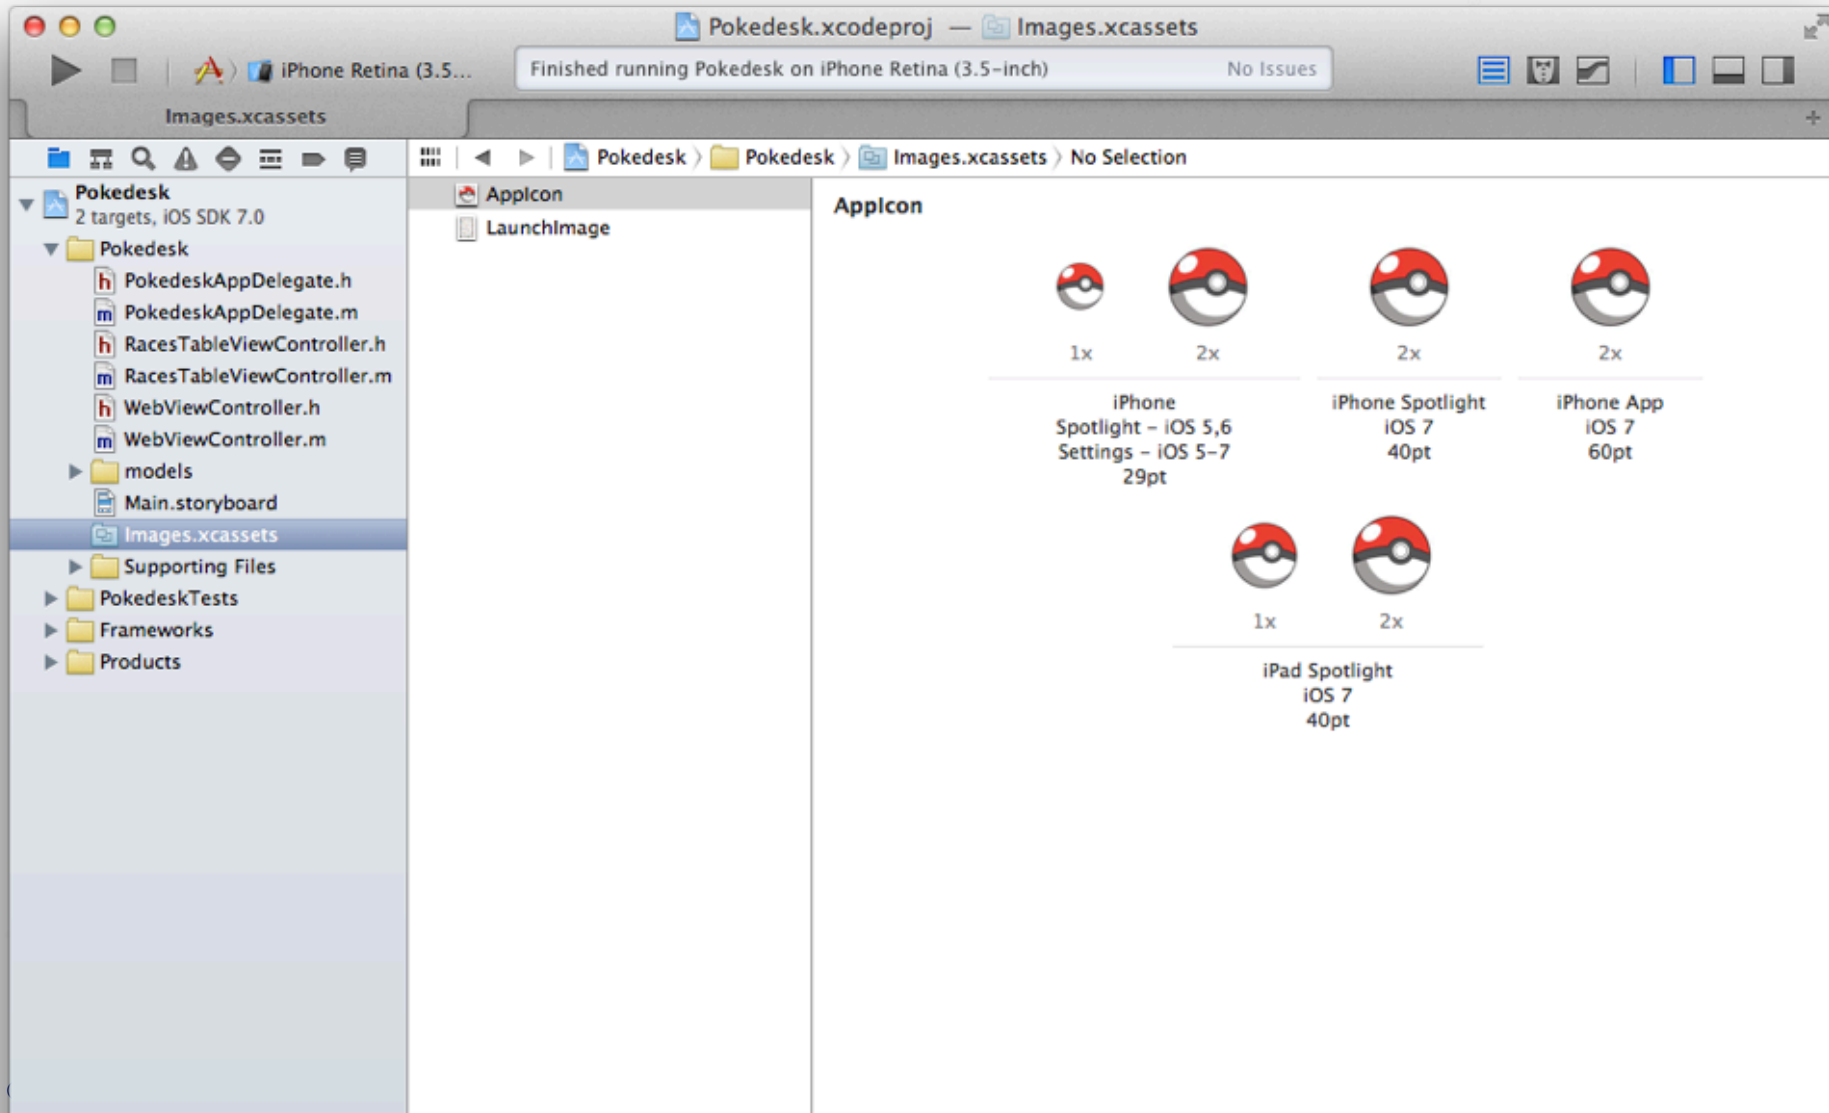 Pokedesk.xcodeproj — Images.xcassets
iPhone Retina (3.5...
Finished running Pokedesk on iPhone Retina (3.5-inch) No Issues
Images.xcassets
Pokedesk Pokedesk Images.xcassets No Selection
Pokedesk
2 targets, iOS SDK 7.0
Pokedesk
h PokedeskAppDelegate.h
m PokedeskAppDelegate.m
h RacesTableViewController.h
m RacesTableViewController.m
h WebViewController.h
m WebViewController.m
models
Main.storyboard
Images.xcassets
Supporting Files
PokedeskTests
Frameworks
Products
AppIcon
LaunchImage
AppIcon
1x 2x 2x 2x
iPhone
Spotlight - iOS 5,6
Settings - iOS 5-7
29pt
iPhone Spotlight
iOS 7
40pt
iPhone App
iOS 7
60pt
1x 2x
iPad Spotlight
iOS 7
40pt